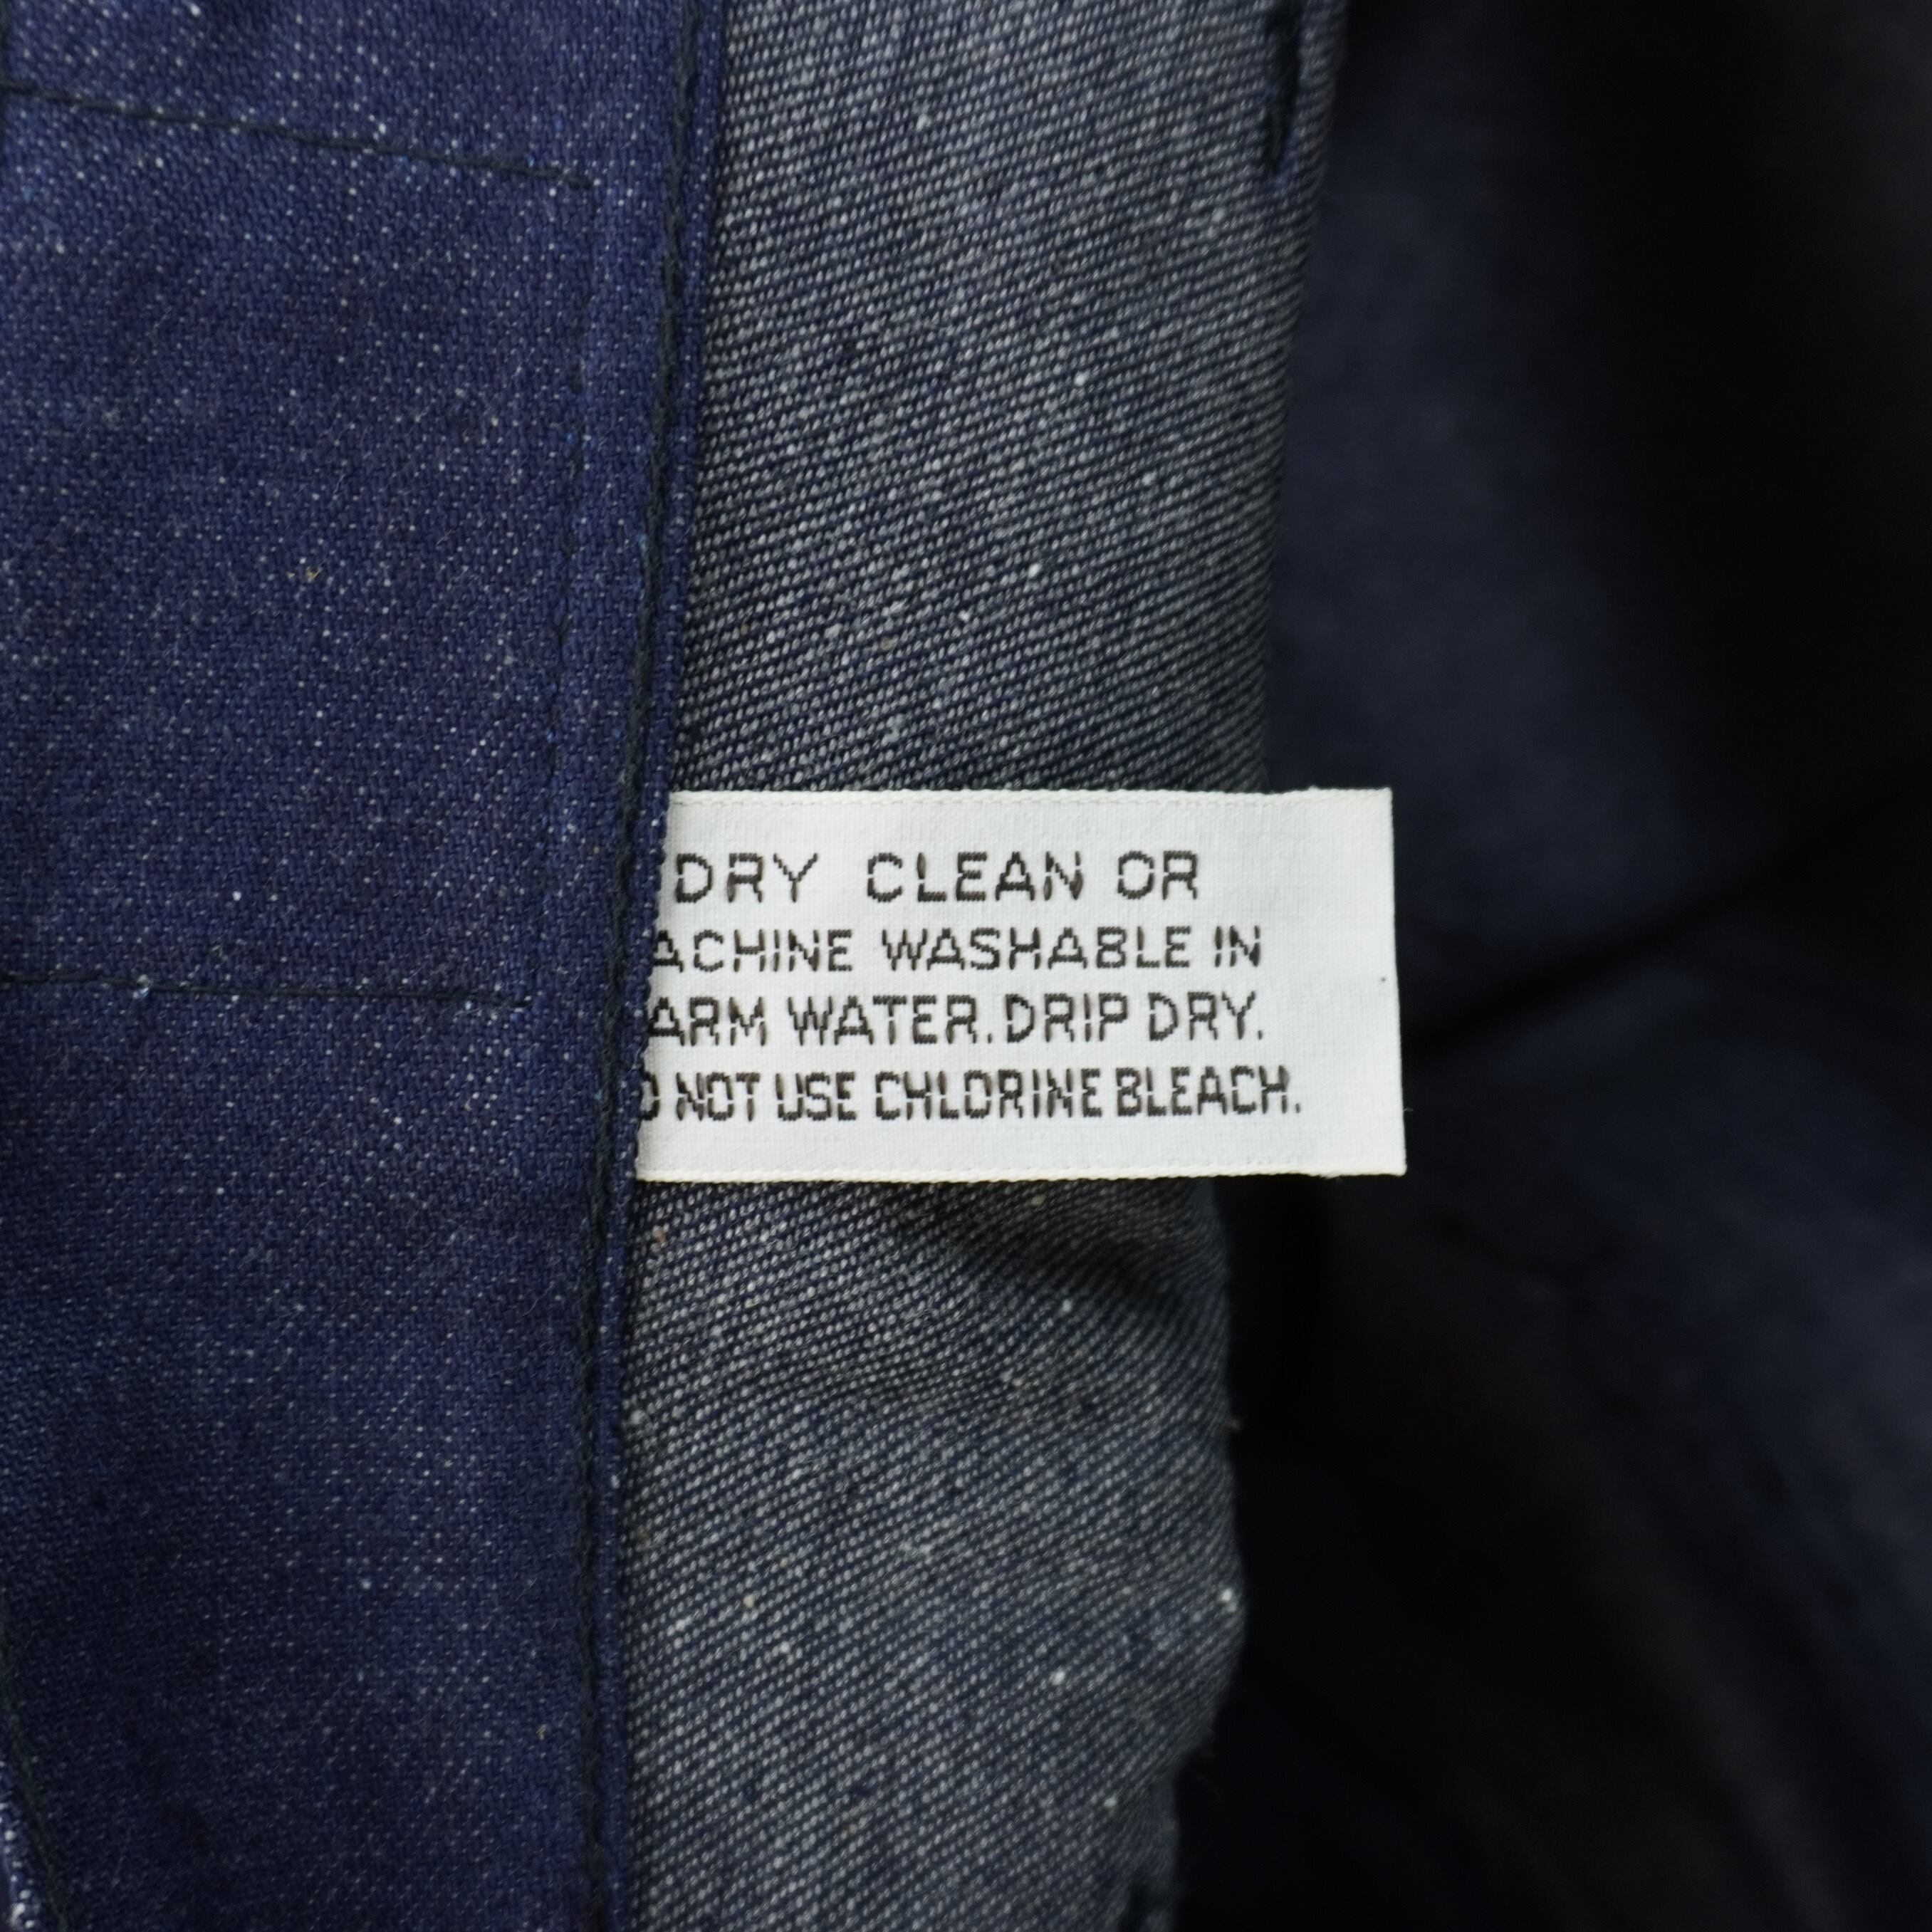 DRY CLEAN OR
ACHINE WASHABLE IN
ARM WATER. DRIP DRY.
O NOT USE CHLORINE BLEACH.